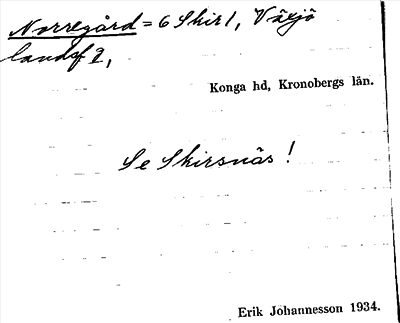 Norregård = 6 Skir 1, Växjö
landsf 2,
Konga hd, Kronobergs län.
Se Skirsnäs!
Erik Johannesson 1934.